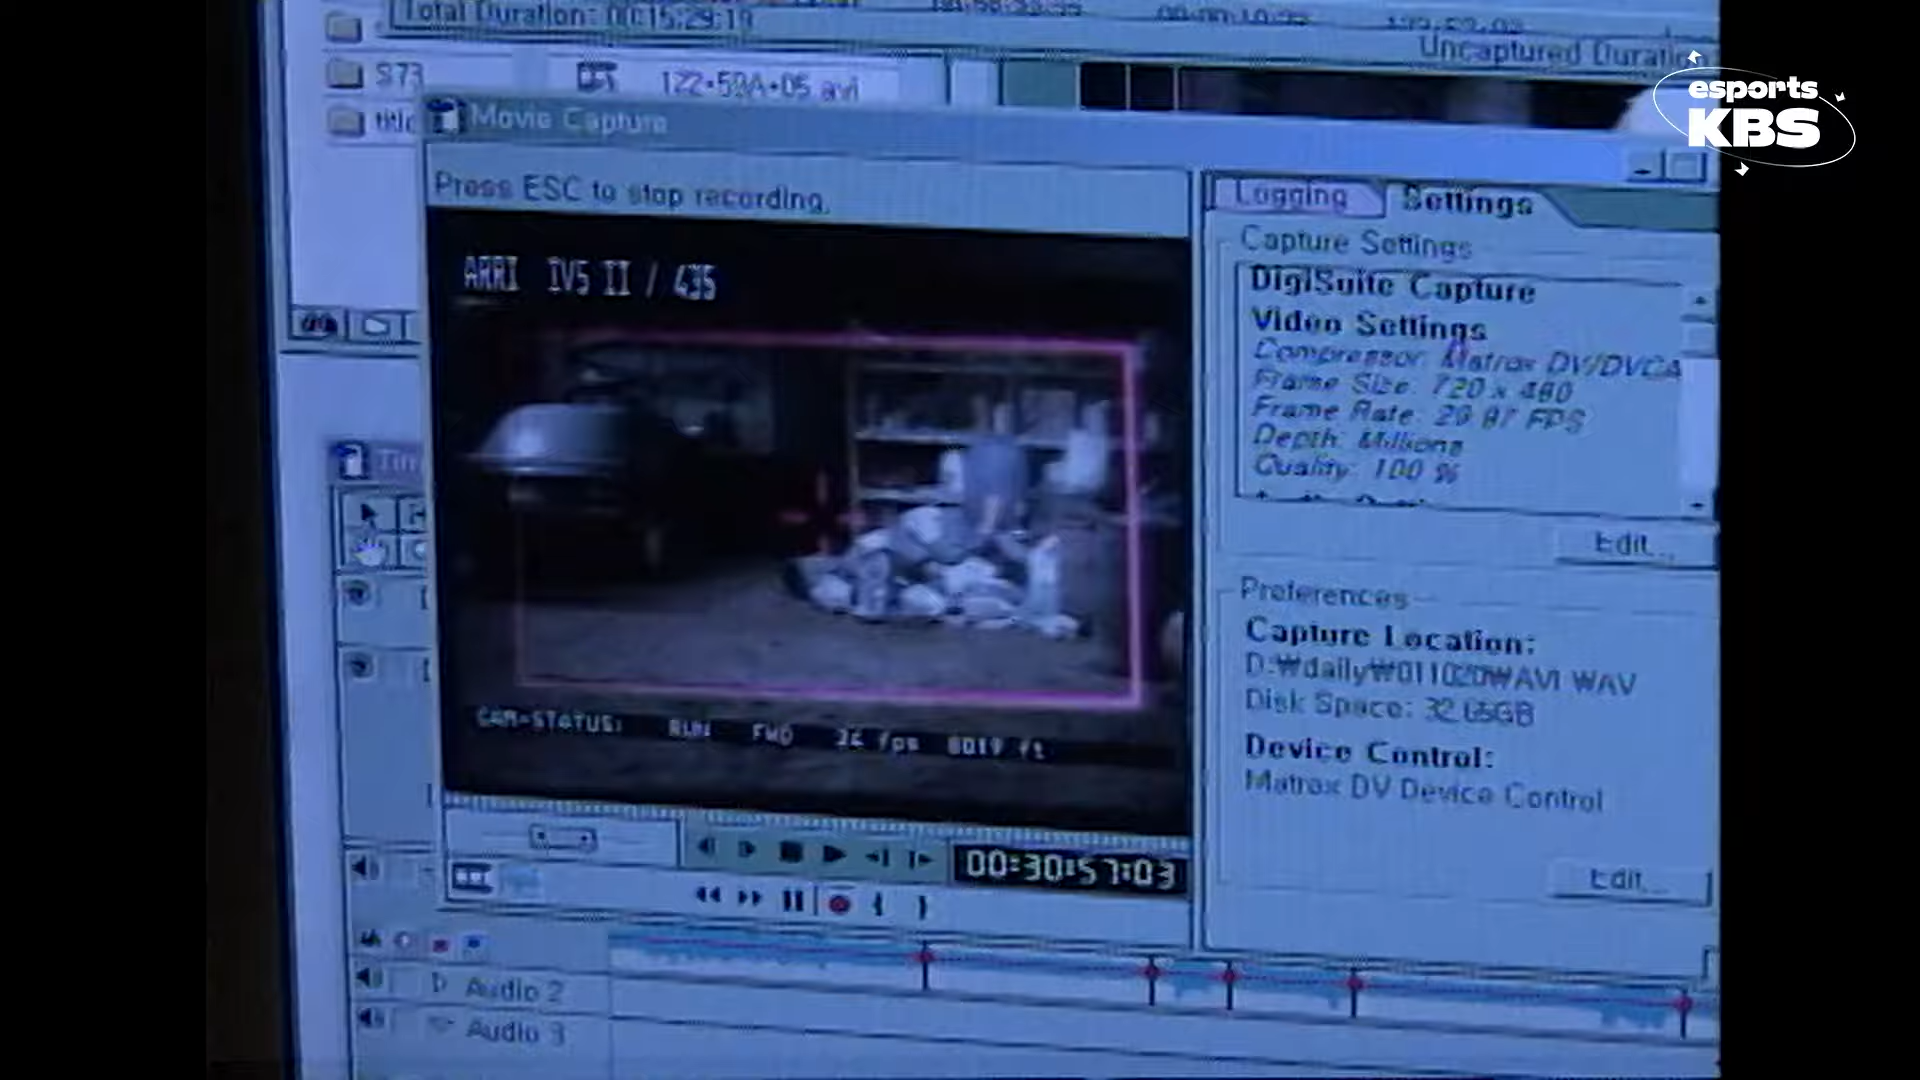 Total Duration: 00:15:29:19
Uncaptured Duratio
esports
KBS
S73
122-59A-05 avi
Movie Capture
Press ESC to stop recording.
Logging
Settings
Capture Settings
ARRI IVS II / 435
DigiSuite Capture
Video Settings
Compressor: Matrox DV/DVCA
Frame Size: 720 x 480
Frame Rate: 29.97 FPS
Depth: Millions
Quality: 100 %
Edit...
Preferences
Capture Location:
D:₩daily₩011020₩AVI WAV
Disk Space: 32.65GB
Device Control:
Matrox DV Device Control
CAM-STATUS: RUN FWD fps 8019 ft
00:30:57:03
Edit...
Audio 2
Audio 3